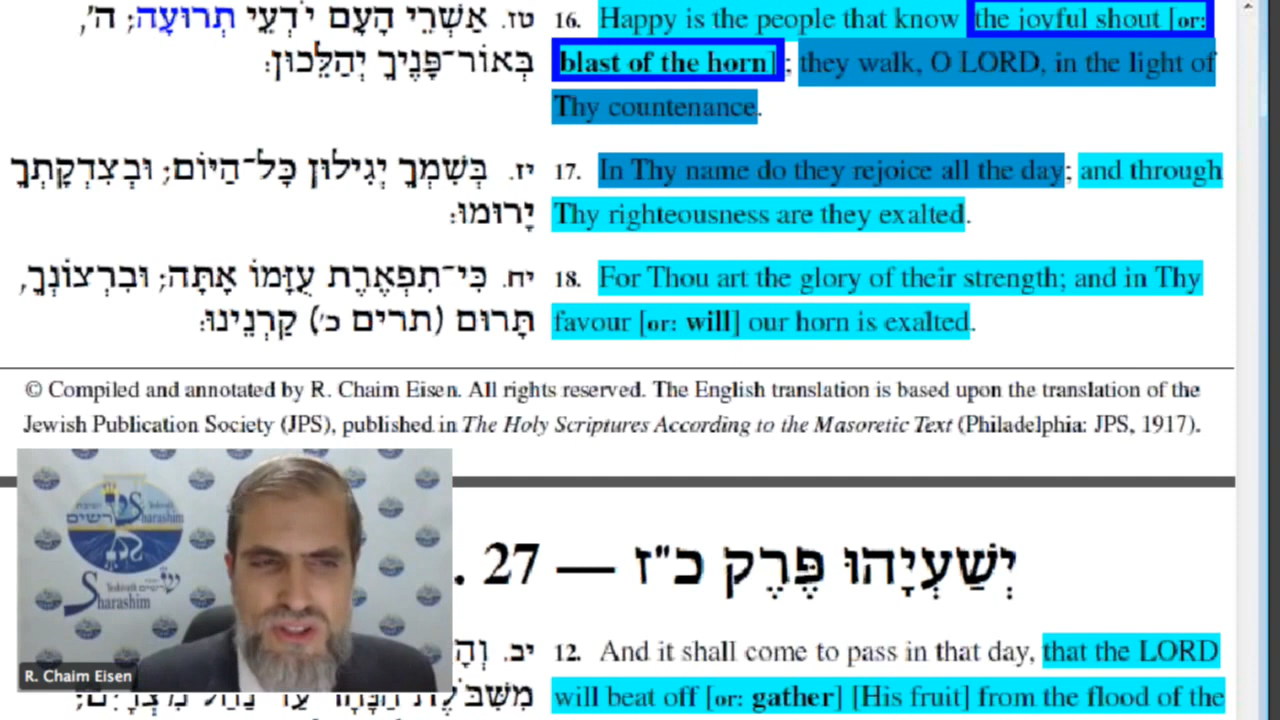 טז. אַשְׁרֵי הָעָם יֹדְעֵי תְרוּעָה; ה',
בְּאוֹר־פָּנֶיךָ יְהַלֵּכוּן:
16. Happy is the people that know the joyful shout [or:
blast of the horn]; they walk, O LORD, in the light of
Thy countenance.
יז. בְּשִׁמְךָ יְגִילוּן כָּל־הַיּוֹם; וּבְצִדְקָתְךָ
יָרוּמוּ:
17. In Thy name do they rejoice all the day; and through
Thy righteousness are they exalted.
יח. כִּי־תִפְאֶרֶת עֻזָּמוֹ אָתָּה; וּבִרְצוֹנְךָ,
תָּרוּם (תרים כ') קַרְנֵינוּ:
18. For Thou art the glory of their strength; and in Thy
favour [or: will] our horn is exalted.
© Compiled and annotated by R. Chaim Eisen. All rights reserved. The English translation is based upon the translation of the
Jewish Publication Society (JPS), published in The Holy Scriptures According to the Masoretic Text (Philadelphia: JPS, 1917).
. 27 — יְשַׁעְיָהוּ פֶּרֶק כ"ז
יב.
12. And it shall come to pass in that day, that the LORD
will beat off [or: gather] [His fruit] from the flood of the
Yeshivath
Sharashim
שרשים
Yeshivath
Sharashim
R. Chaim Eisen